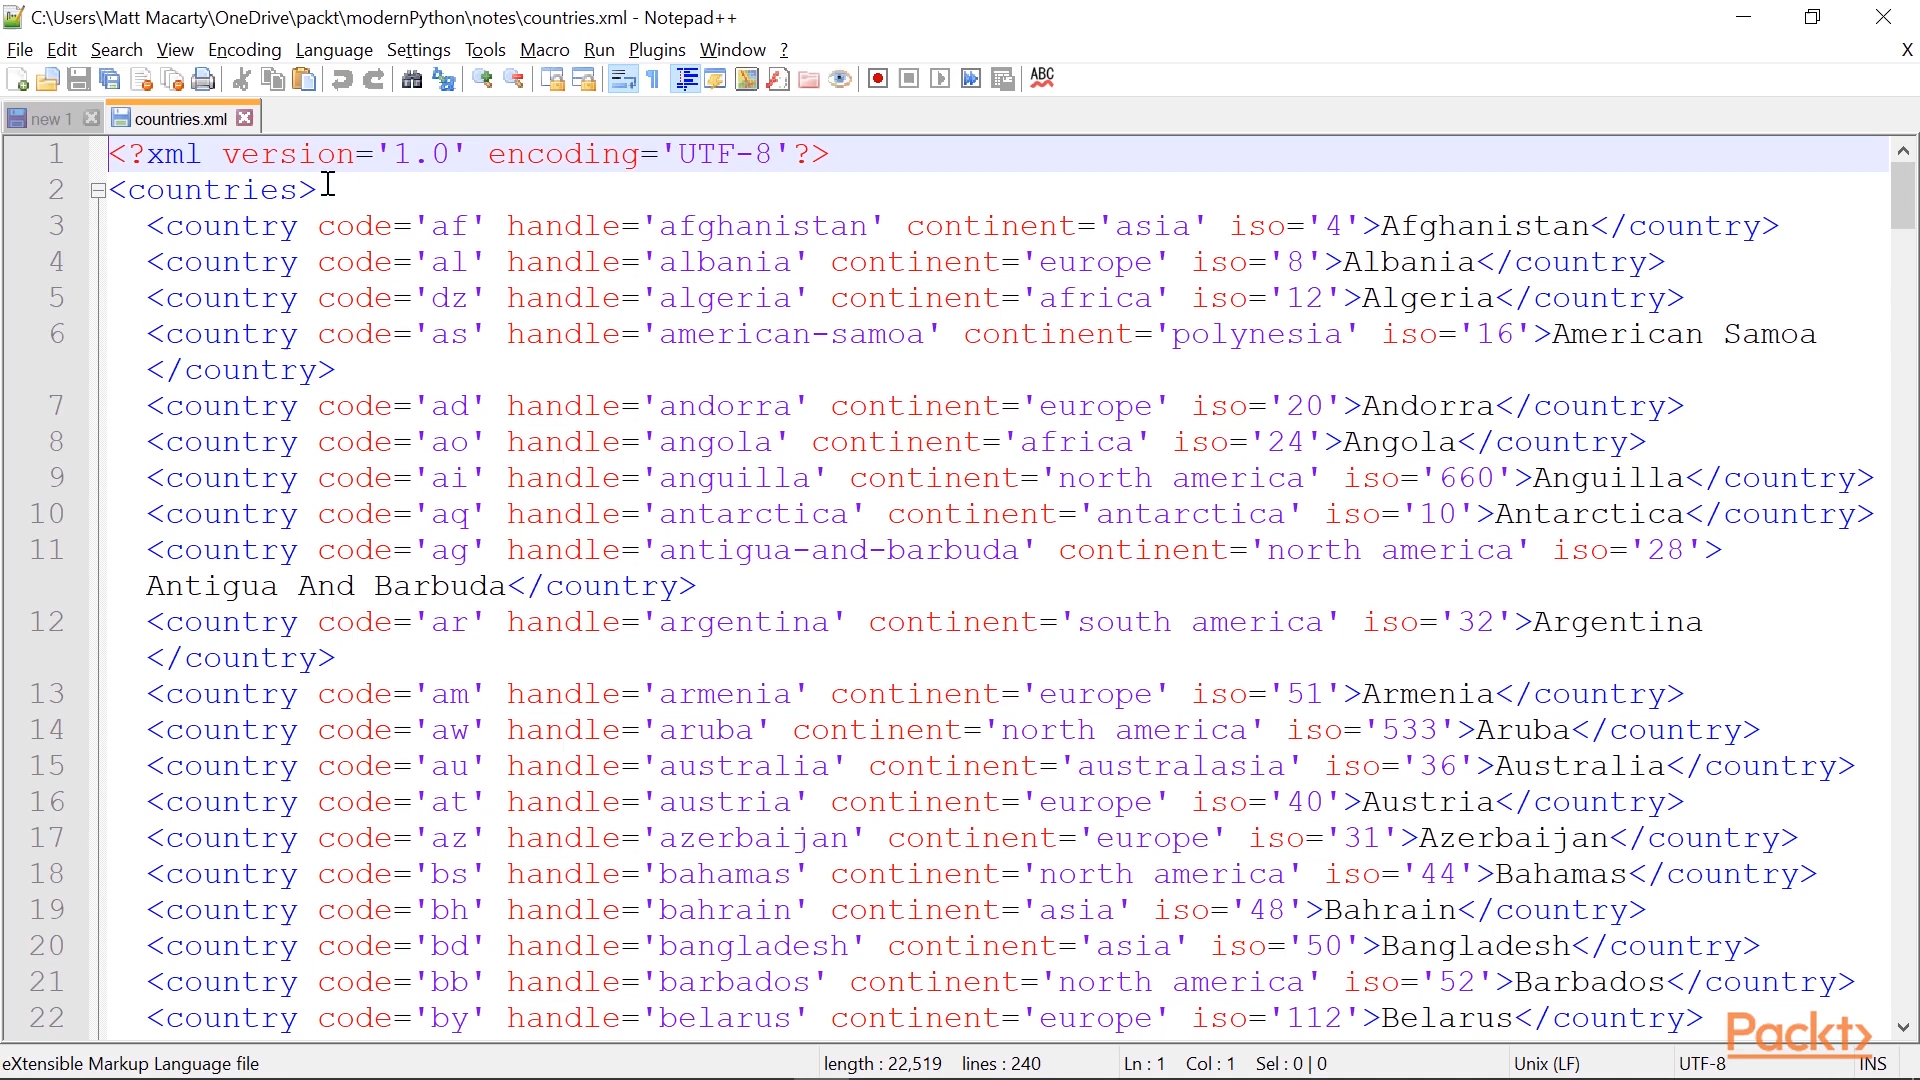 C:\Users\Matt Macarty\OneDrive\packt\modernPython\notes\countries.xml - Notepad++
File Edit Search View Encoding Language Settings Tools Macro Run Plugins Window ? X
ABC
new 1 countries.xml
1 <?xml version='1.0' encoding='UTF-8'?>
2 <countries>
3 <country code='af' handle='afghanistan' continent='asia' iso='4'>Afghanistan</country>
4 <country code='al' handle='albania' continent='europe' iso='8'>Albania</country>
5 <country code='dz' handle='algeria' continent='africa' iso='12'>Algeria</country>
6 <country code='as' handle='american-samoa' continent='polynesia' iso='16'>American Samoa
</country>
7 <country code='ad' handle='andorra' continent='europe' iso='20'>Andorra</country>
8 <country code='ao' handle='angola' continent='africa' iso='24'>Angola</country>
9 <country code='ai' handle='anguilla' continent='north america' iso='660'>Anguilla</country>
10 <country code='aq' handle='antarctica' continent='antarctica' iso='10'>Antarctica</country>
11 <country code='ag' handle='antigua-and-barbuda' continent='north america' iso='28'>
Antigua And Barbuda</country>
12 <country code='ar' handle='argentina' continent='south america' iso='32'>Argentina
</country>
13 <country code='am' handle='armenia' continent='europe' iso='51'>Armenia</country>
14 <country code='aw' handle='aruba' continent='north america' iso='533'>Aruba</country>
15 <country code='au' handle='australia' continent='australasia' iso='36'>Australia</country>
16 <country code='at' handle='austria' continent='europe' iso='40'>Austria</country>
17 <country code='az' handle='azerbaijan' continent='europe' iso='31'>Azerbaijan</country>
18 <country code='bs' handle='bahamas' continent='north america' iso='44'>Bahamas</country>
19 <country code='bh' handle='bahrain' continent='asia' iso='48'>Bahrain</country>
20 <country code='bd' handle='bangladesh' continent='asia' iso='50'>Bangladesh</country>
21 <country code='bb' handle='barbados' continent='north america' iso='52'>Barbados</country>
22 <country code='by' handle='belarus' continent='europe' iso='112'>Belarus</country>
Packt>
eXtensible Markup Language file length : 22,519 lines : 240 Ln : 1 Col : 1 Sel : 0 | 0 Unix (LF) UTF-8 INS